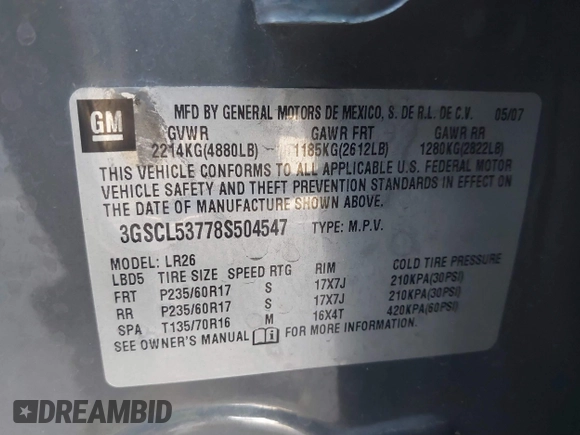 GM
MFD BY GENERAL MOTORS DE MEXICO, S. DE R.L. DE C.V. 05/07
GVWR GAWR FRT GAWR RR
2214KG(4880LB) 1185KG(2612LB) 1280KG(2822LB)
THIS VEHICLE CONFORMS TO ALL APPLICABLE U.S. FEDERAL MOTOR
VEHICLE SAFETY AND THEFT PREVENTION STANDARDS IN EFFECT ON
THE DATE OF MANUFACTURE SHOWN ABOVE.
3GSCL53778S504547 TYPE: M.P.V.
MODEL: LR26
LBD5 TIRE SIZE SPEED RTG RIM COLD TIRE PRESSURE
FRT P235/60R17 S 17X7J 210KPA(30PSI)
RR P235/60R17 S 17X7J 210KPA(30PSI)
SPA T135/70R16 M 16X4T 420KPA(60PSI)
SEE OWNER'S MANUAL FOR MORE INFORMATION
DREAMBID